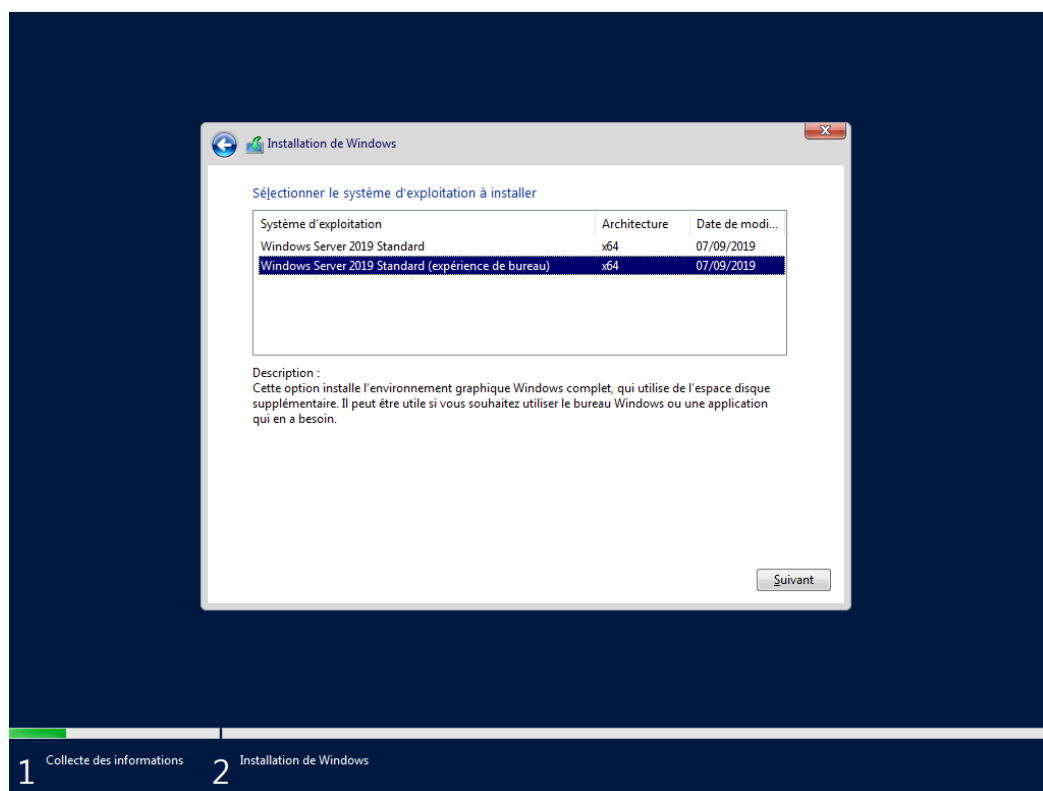 Installation de Windows
Sélectionner le système d'exploitation à installer
Système d'exploitation Architecture Date de modi...
Windows Server 2019 Standard x64 07/09/2019
Windows Server 2019 Standard (expérience de bureau) x64 07/09/2019
Description :
Cette option installe l'environnement graphique Windows complet, qui utilise de l'espace disque
supplémentaire. Il peut être utile si vous souhaitez utiliser le bureau Windows ou une application
qui en a besoin.
Suivant
1 Collecte des informations 2 Installation de Windows